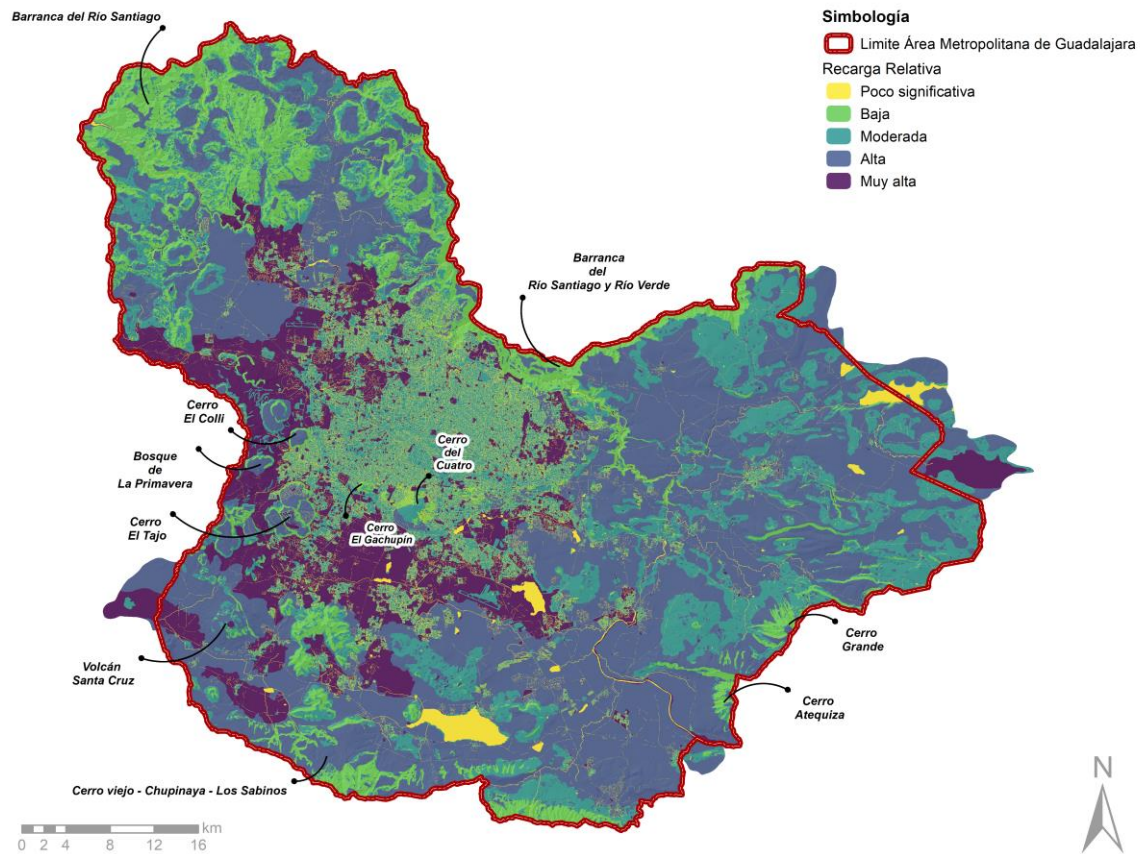 Barranca del Río Santiago
Simbología
Limite Área Metropolitana de Guadalajara
Recarga Relativa
Poco significativa
Baja
Moderada
Alta
Muy alta
Barranca
del
Río Santiago y Río Verde
Cerro
El Colli
Bosque
de
La Primavera
Cerro
El Tajo
Cerro
del
Cuatro
Cerro
El Gachupín
Volcán
Santa Cruz
Cerro
Grande
Cerro
Atequiza
Cerro viejo - Chupinaya - Los Sabinos
N
km
0 2 4 8 12 16